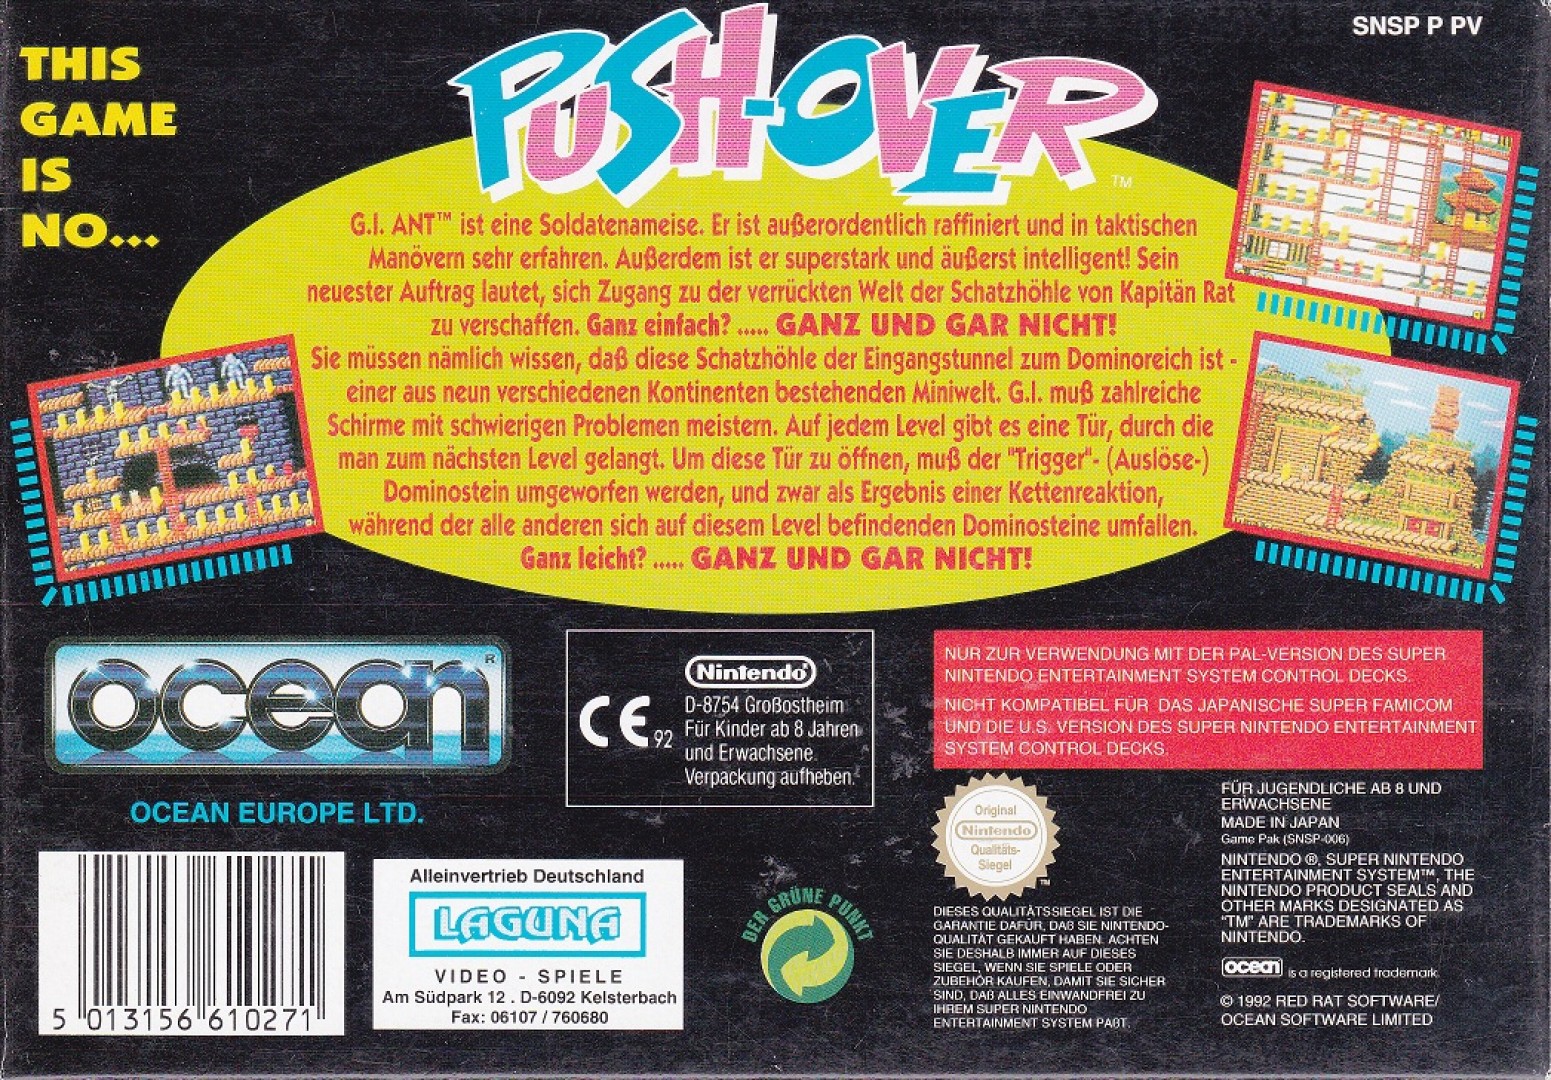 SNSP P PV
THIS
GAME
IS
NO...
PUSH-OVER
TM
G.I. ANT™ ist eine Soldatenameise. Er ist außerordentlich raffiniert und in taktischen
Manövern sehr erfahren. Außerdem ist er superstark und äußerst intelligent! Sein
neuester Auftrag lautet, sich Zugang zu der verrückten Welt der Schatzhöhle von Kapitän Rat
zu verschaffen. Ganz einfach? ..... GANZ UND GAR NICHT!
Sie müssen nämlich wissen, daß diese Schatzhöhle der Eingangstunnel zum Dominoreich ist -
einer aus neun verschiedenen Kontinenten bestehenden Miniwelt. G.I. muß zahlreiche
Schirme mit schwierigen Problemen meistern. Auf jedem Level gibt es eine Tür, durch die
man zum nächsten Level gelangt. Um diese Tür zu öffnen, muß der "Trigger"- (Auslöse-)
Dominostein umgeworfen werden, und zwar als Ergebnis einer Kettenreaktion,
während der alle anderen sich auf diesem Level befindenden Dominosteine umfallen.
Ganz leicht? ..... GANZ UND GAR NICHT!
ocean®
OCEAN EUROPE LTD.
5 013156 610271
Alleinvertrieb Deutschland
LAGUNA
VIDEO - SPIELE
Am Südpark 12 . D-6092 Kelsterbach
Fax: 06107 / 760680
CE 92
Nintendo®
D-8754 Großostheim
Für Kinder ab 8 Jahren
und Erwachsene.
Verpackung aufheben.
DER GRÜNE PUNKT
NUR ZUR VERWENDUNG MIT DER PAL-VERSION DES SUPER
NINTENDO ENTERTAINMENT SYSTEM CONTROL DECKS.
NICHT KOMPATIBEL FÜR DAS JAPANISCHE SUPER FAMICOM
UND DIE U.S. VERSION DES SUPER NINTENDO ENTERTAINMENT
SYSTEM CONTROL DECKS.
Original
Nintendo
Qualitäts-
Siegel
TM
DIESES QUALITÄTSSIEGEL IST DIE
GARANTIE DAFÜR, DAß SIE NINTENDO-
QUALITÄT GEKAUFT HABEN. ACHTEN
SIE DESHALB IMMER AUF DIESES
SIEGEL, WENN SIE SPIELE ODER
ZUBEHÖR KAUFEN, DAMIT SIE SICHER
SIND, DAß ALLES EINWANDFREI ZU
IHREM SUPER NINTENDO
ENTERTAINMENT SYSTEM PAßT.
FÜR JUGENDLICHE AB 8 UND
ERWACHSENE
MADE IN JAPAN
Game Pak (SNSP-006)
NINTENDO ®, SUPER NINTENDO
ENTERTAINMENT SYSTEM™, THE
NINTENDO PRODUCT SEALS AND
OTHER MARKS DESIGNATED AS
"TM" ARE TRADEMARKS OF
NINTENDO.
ocean is a registered trademark.
© 1992 RED RAT SOFTWARE/
OCEAN SOFTWARE LIMITED